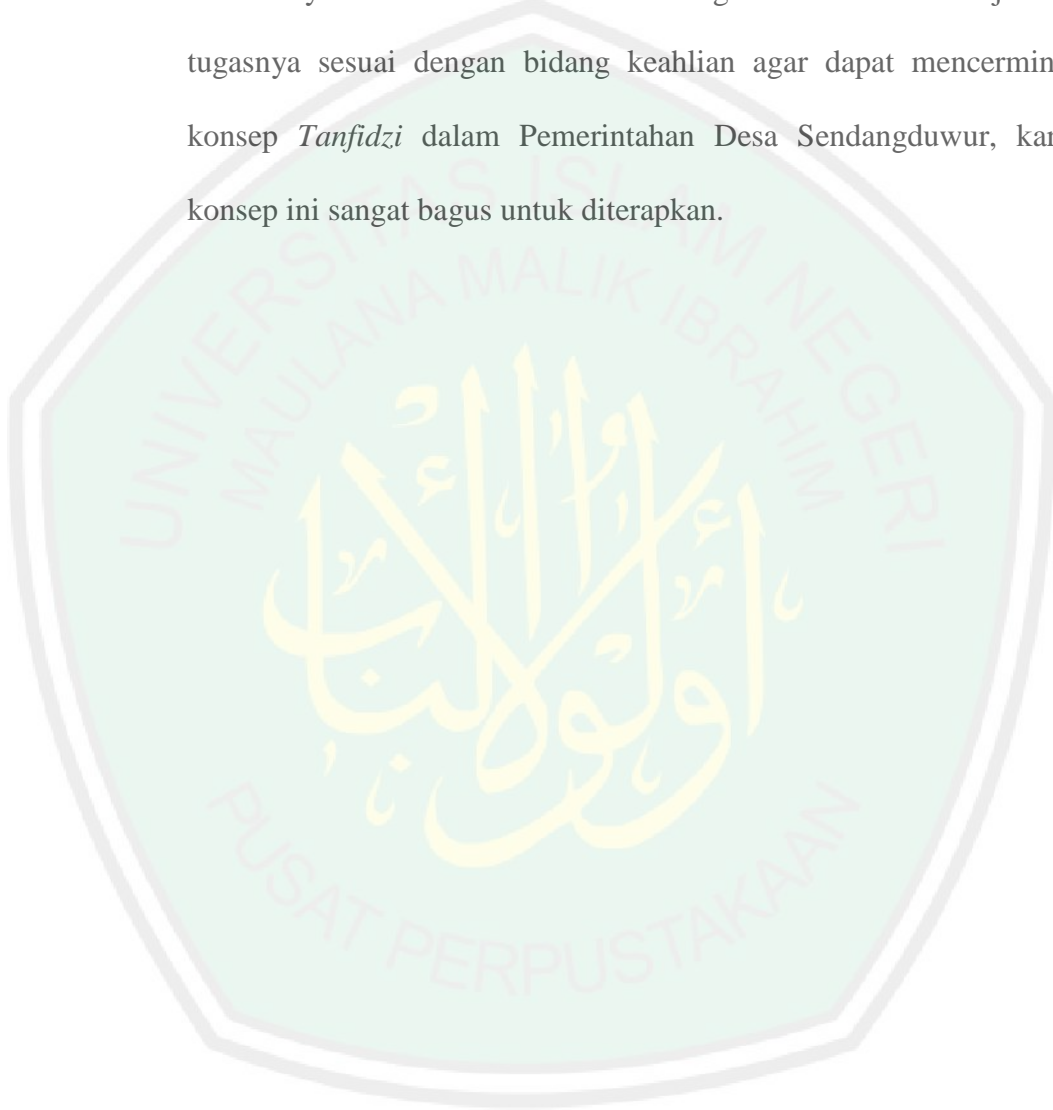 tugasnya sesuai dengan bidang keahlian agar dapat mencermin
konsep Tanfidzi dalam Pemerintahan Desa Sendangduwur, kar
konsep ini sangat bagus untuk diterapkan.
UNIVERSITAS ISLAM NEGERI
MAULANA MALIK IBRAHIM
PUSAT PERPUSTAKAAN